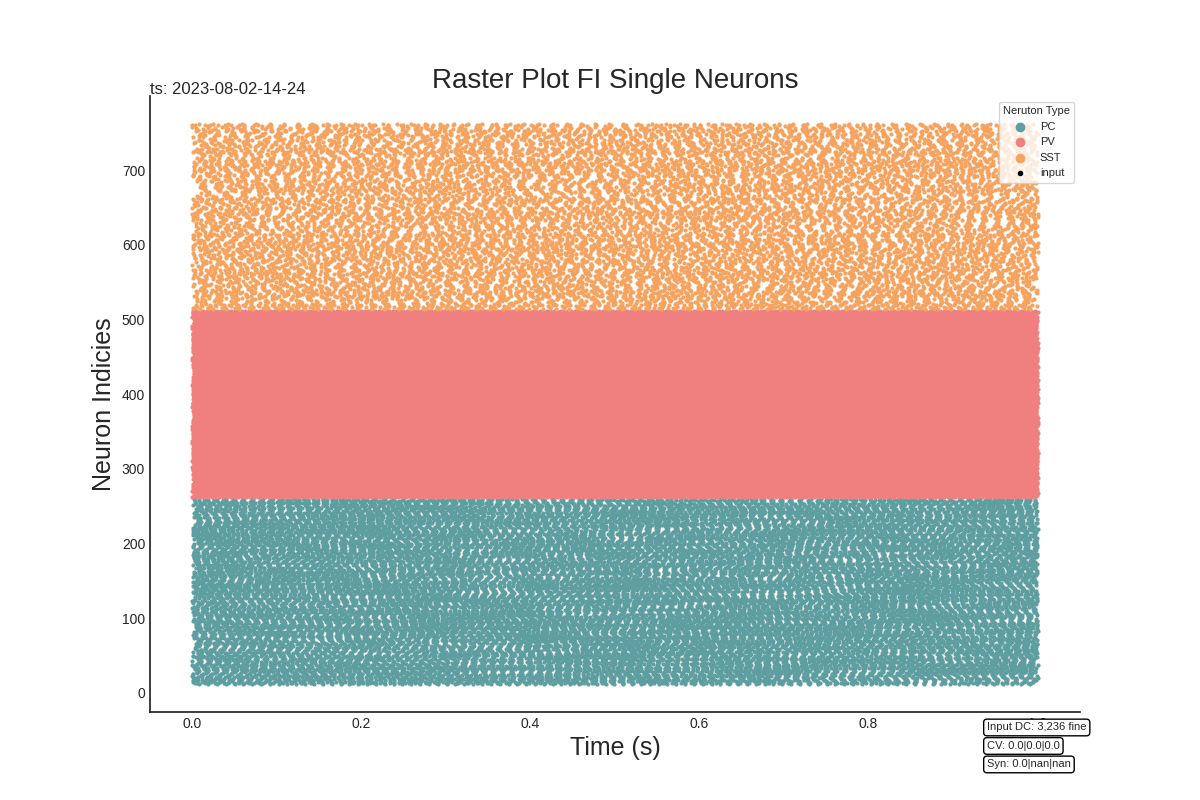 Raster Plot FI Single Neurons
ts: 2023-08-02-14-24
Neruton Type
PC
PV
SST
input
Neuron Indicies
700
600
500
400
300
200
100
0
0.0 0.2 0.4 0.6 0.8
Time (s)
Input DC: 3,236 fine
CV: 0.0|0.0|0.0
Syn: 0.0|nan|nan